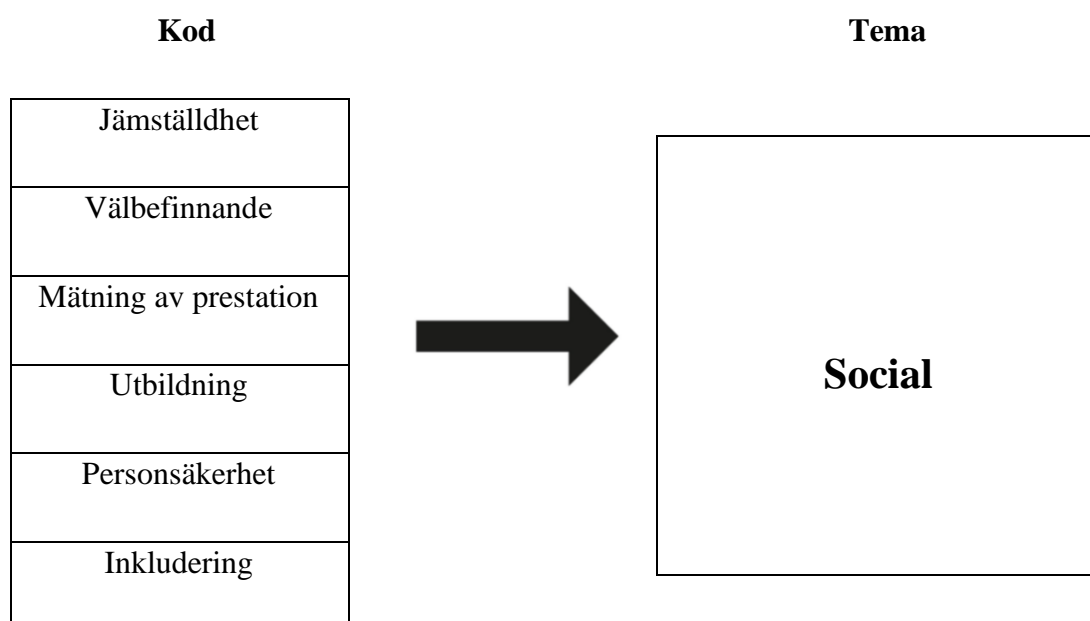 Kod
Tema
Jämställdhet
Välbefinnande
Mätning av prestation
Utbildning
Personsäkerhet
Inkludering
Social